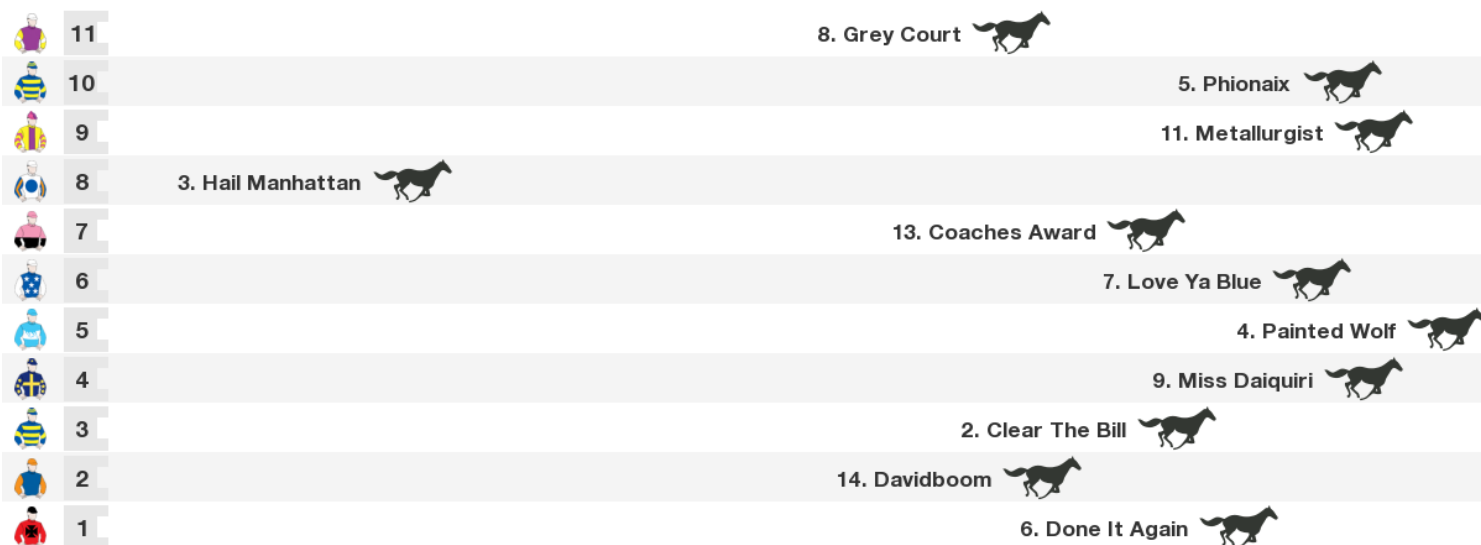 11 8. Grey Court
10 5. Phionaix
9 11. Metallurgist
8 3. Hail Manhattan
7 13. Coaches Award
6 7. Love Ya Blue
5 4. Painted Wolf
4 9. Miss Daiquiri
3 2. Clear The Bill
2 14. Davidboom
1 6. Done It Again